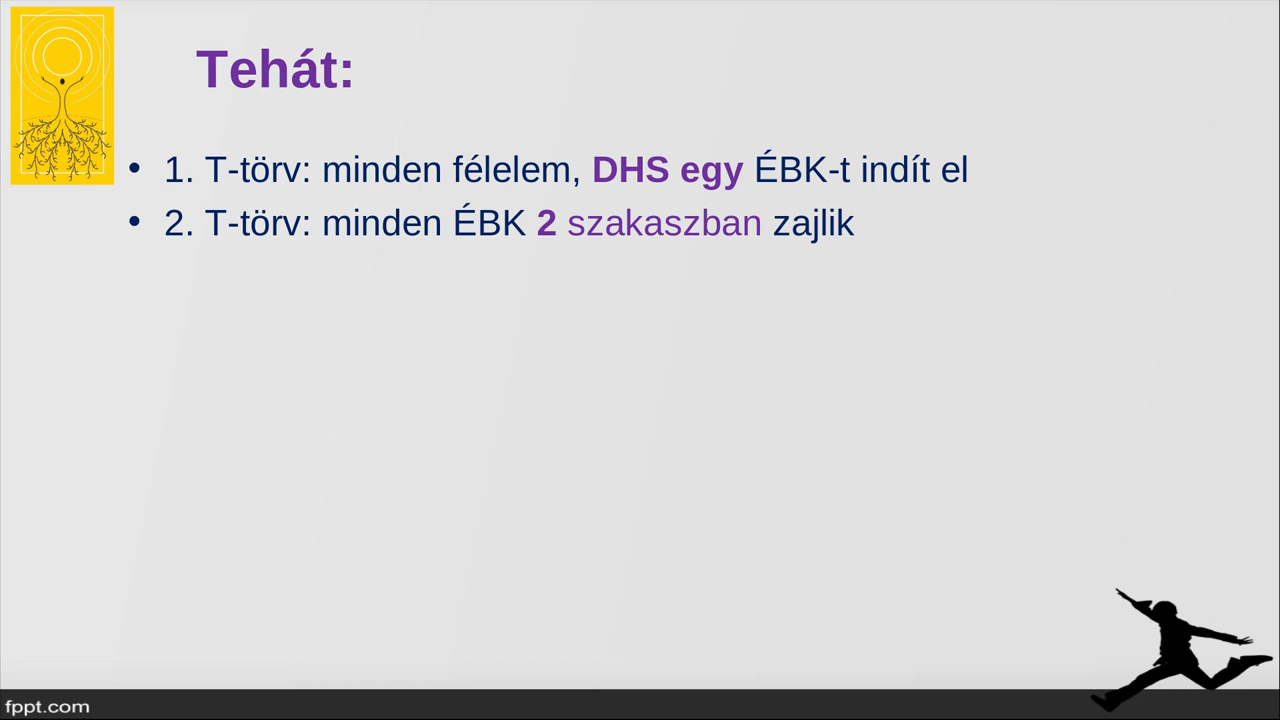 Tehát:
• 1. T-törv: minden félelem, DHS egy ÉBK-t indít el
• 2. T-törv: minden ÉBK 2 szakaszban zajlik
fppt.com